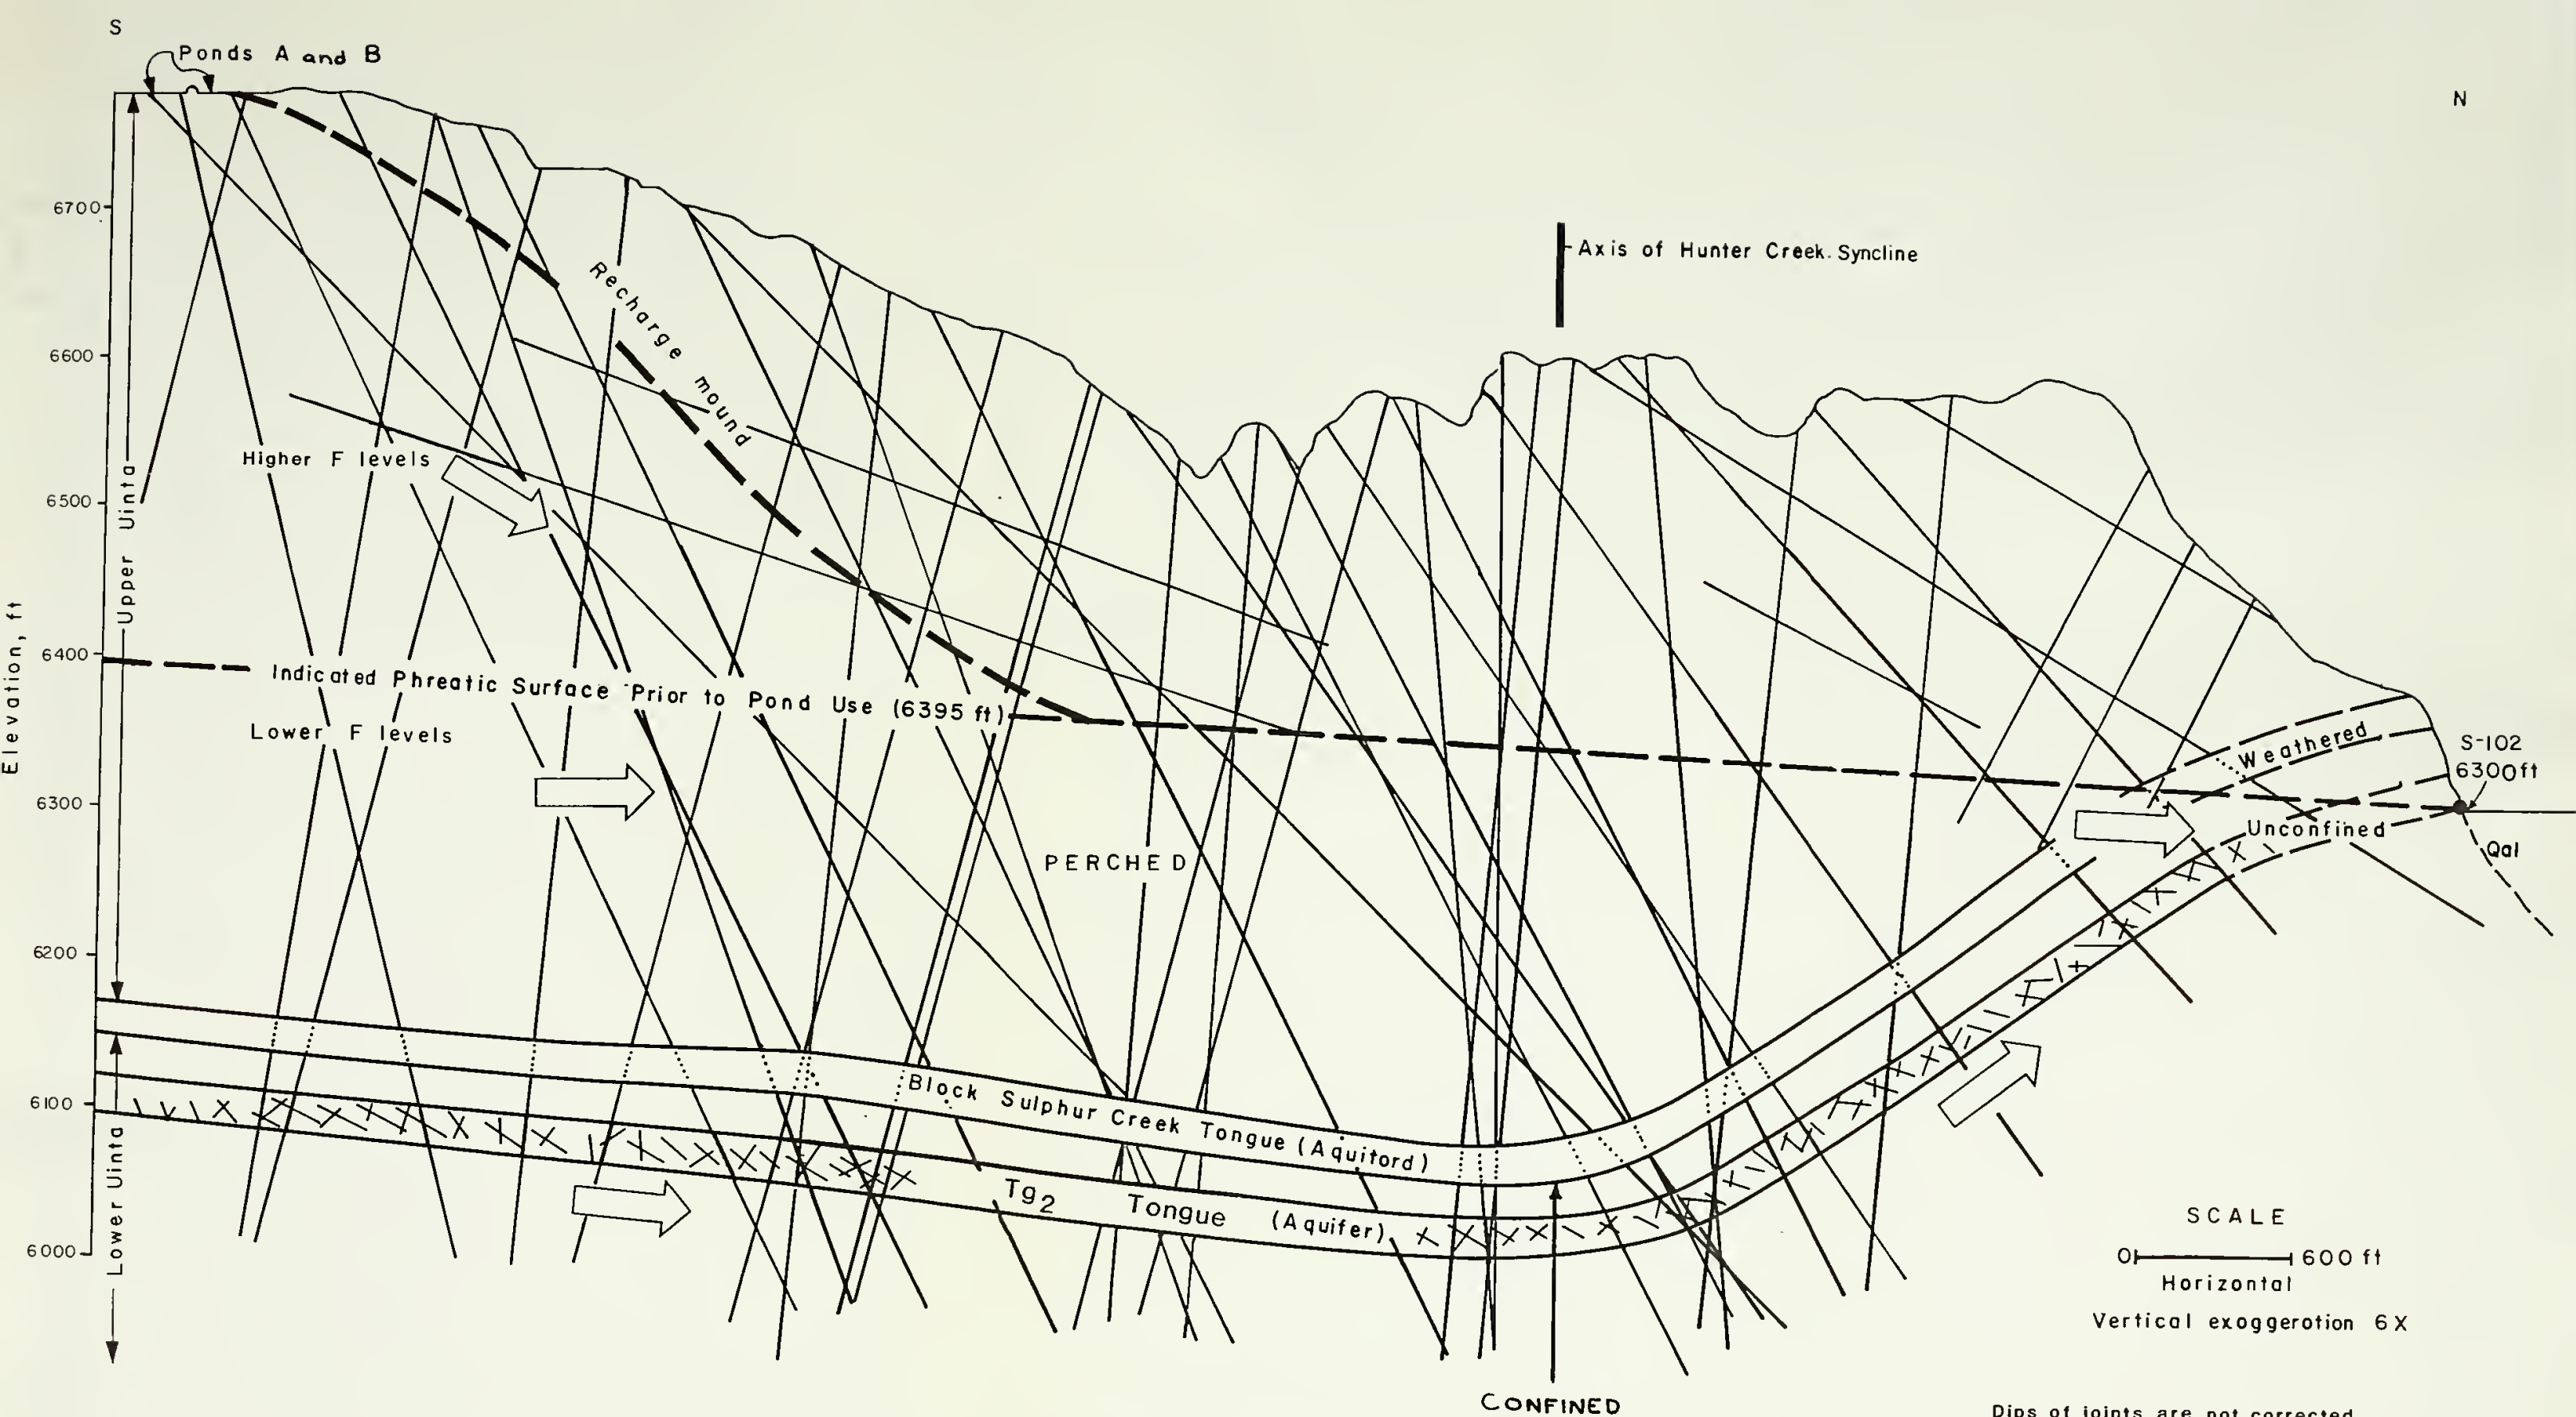 S
Ponds A and B
N
6700
Axis of Hunter Creek Syncline
6600
Recharge mound
Higher F levels
6500
Upper Uinta
Elevation, ft
6400
Indicated Phreatic Surface Prior to Pond Use (6395 ft)
Lower F levels
Weathered
S-102
6300ft
6300
Unconfined
Qal
PERCHED
6200
Block Sulphur Creek Tongue (Aquitord)
6100
Lower Uinta
Tg2 Tongue (Aquifer)
6000
SCALE
0 600 ft
Horizontal
Vertical exoggerotion 6X
CONFINED
Dips of joints are not corrected